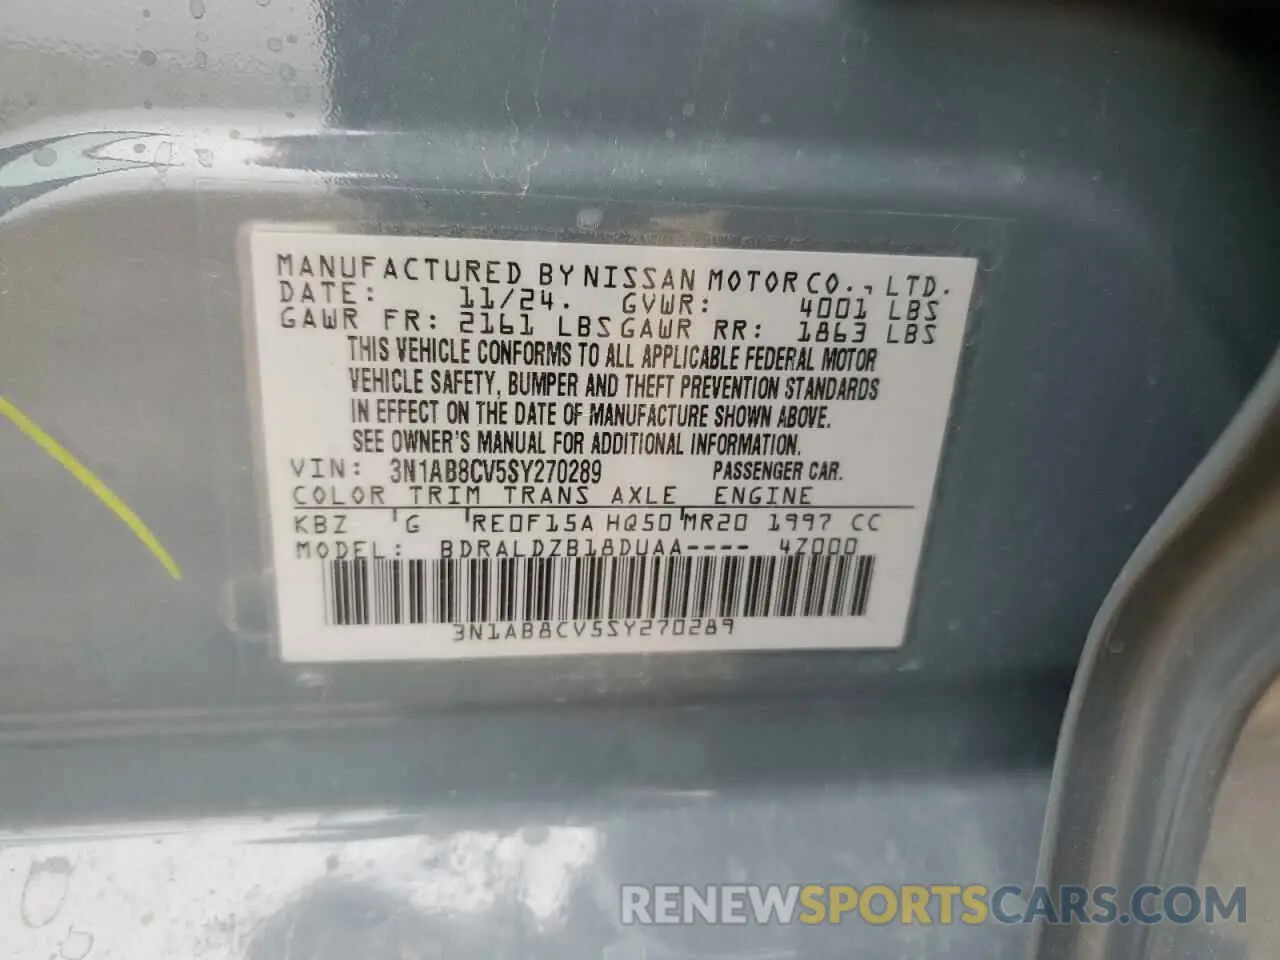 MANUFACTURED BY NISSAN MOTOR CO., LTD.
DATE: 11/24. GVWR: 4001 LBS
GAWR FR: 2161 LBS GAWR RR: 1863 LBS
THIS VEHICLE CONFORMS TO ALL APPLICABLE FEDERAL MOTOR
VEHICLE SAFETY, BUMPER AND THEFT PREVENTION STANDARDS
IN EFFECT ON THE DATE OF MANUFACTURE SHOWN ABOVE.
SEE OWNER'S MANUAL FOR ADDITIONAL INFORMATION.
VIN: 3N1AB8CV5SY270289 PASSENGER CAR.
COLOR TRIM TRANS AXLE ENGINE
KBZ G RE0F15A HQ50 MR20 1997 CC
MODEL: BDRALDZB18DUAA---- 4Z000
3N1AB8CV5SY270289
RENEWSPORTSCARS.COM